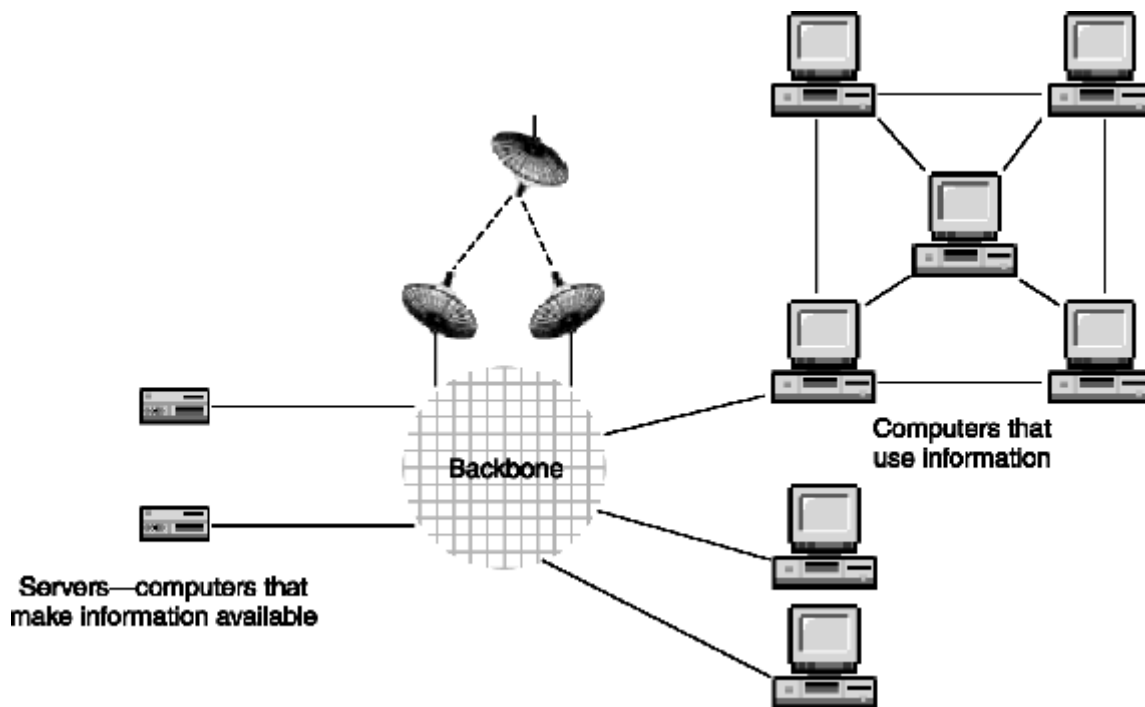 Computers that
use information
Backbone
Servers—computers that
make information available